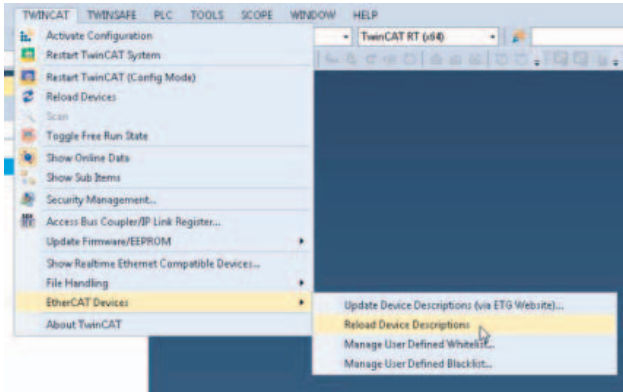 TWINCAT TWINSAFE PLC TOOLS SCOPE WINDOW HELP
Activate Configuration
TwinCAT RT (x64)
Restart TwinCAT System
Restart TwinCAT (Config Mode)
Reload Devices
Scan
Toggle Free Run State
Show Online Data
Show Sub Items
Security Management...
Access Bus Coupler/IP Link Register...
Update Firmware/EEPROM
Show Realtime Ethernet Compatible Devices...
File Handling
EtherCAT Devices
About TwinCAT
Update Device Descriptions (via ETG Website)...
Reload Device Descriptions
Manage User Defined Whitelist...
Manage User Defined Blacklist...